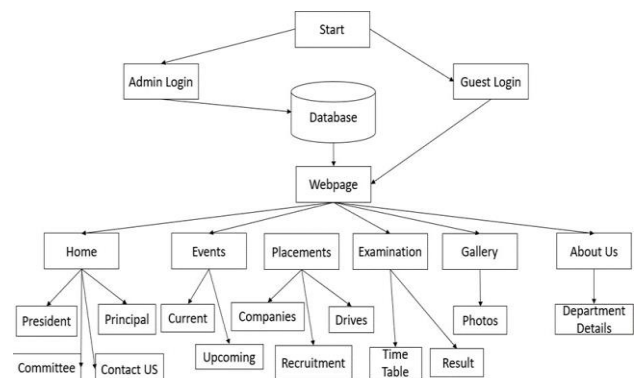 Start
Admin Login
Guest Login
Database
Webpage
Home
Events
Placements
Examination
Gallery
About Us
President
Principal
Current
Companies
Drives
Photos
Department
Details
Committee
Contact US
Upcoming
Recruitment
Time
Table
Result